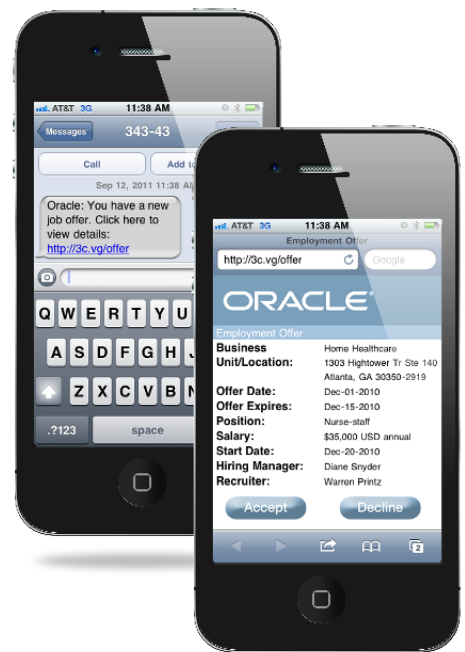 AT&T 3G 11:38 AM
Messages 343-43
Call Add to
Sep 12, 2011 11:38
Oracle: You have a new
job offer. Click here to
view details:
http://3c.vg/offer
Q W E R T Y U
A S D F G H J
Z X C V B N
.?123 space
AT&T 3G 11:38 AM
Employment Offer
http://3c.vg/offer Google
ORACLE
Employment Offer
Business Home Healthcare
Unit/Location: 1303 Hightower Tr Ste 140
Atlanta, GA 30350-2919
Offer Date: Dec-01-2010
Offer Expires: Dec-15-2010
Position: Nurse-staff
Salary: $35,000 USD annual
Start Date: Dec-20-2010
Hiring Manager: Diane Snyder
Recruiter: Warren Printz
Accept Decline
2